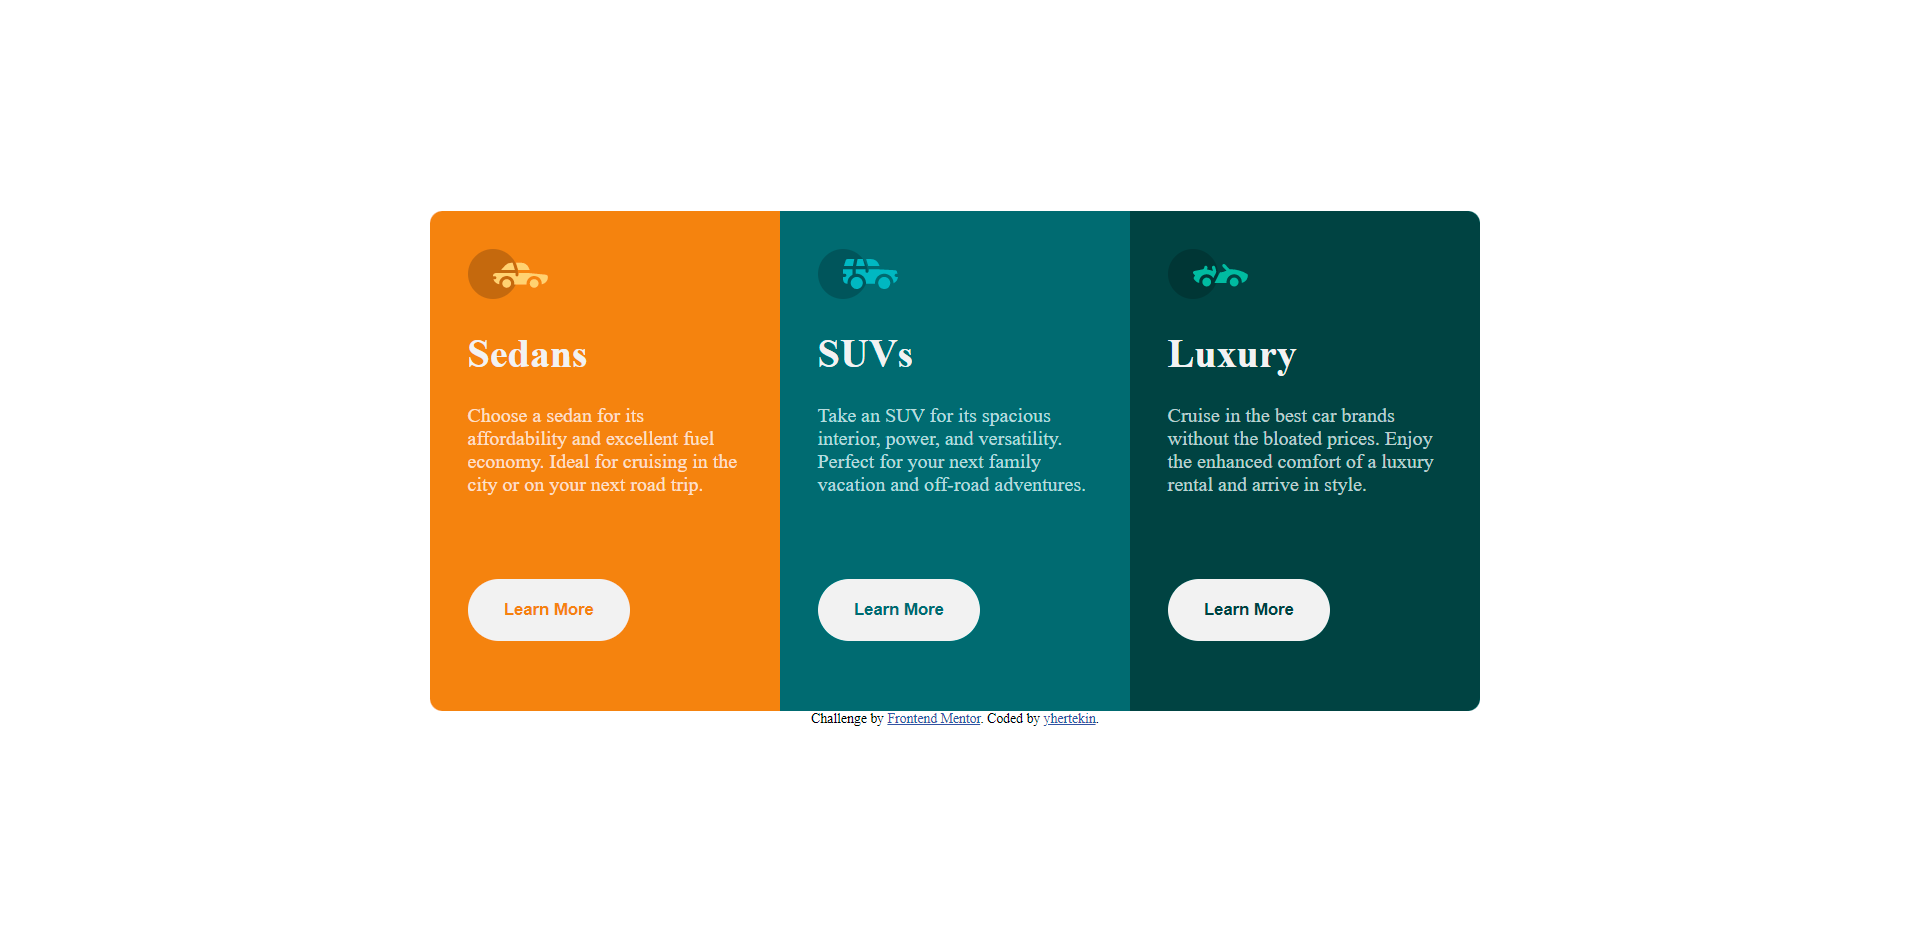 Sedans
Choose a sedan for its
affordability and excellent fuel
economy. Ideal for cruising in the
city or on your next road trip.
Learn More
SUVs
Take an SUV for its spacious
interior, power, and versatility.
Perfect for your next family
vacation and off-road adventures.
Learn More
Luxury
Cruise in the best car brands
without the bloated prices. Enjoy
the enhanced comfort of a luxury
rental and arrive in style.
Learn More
Challenge by Frontend Mentor. Coded by yhertekin.